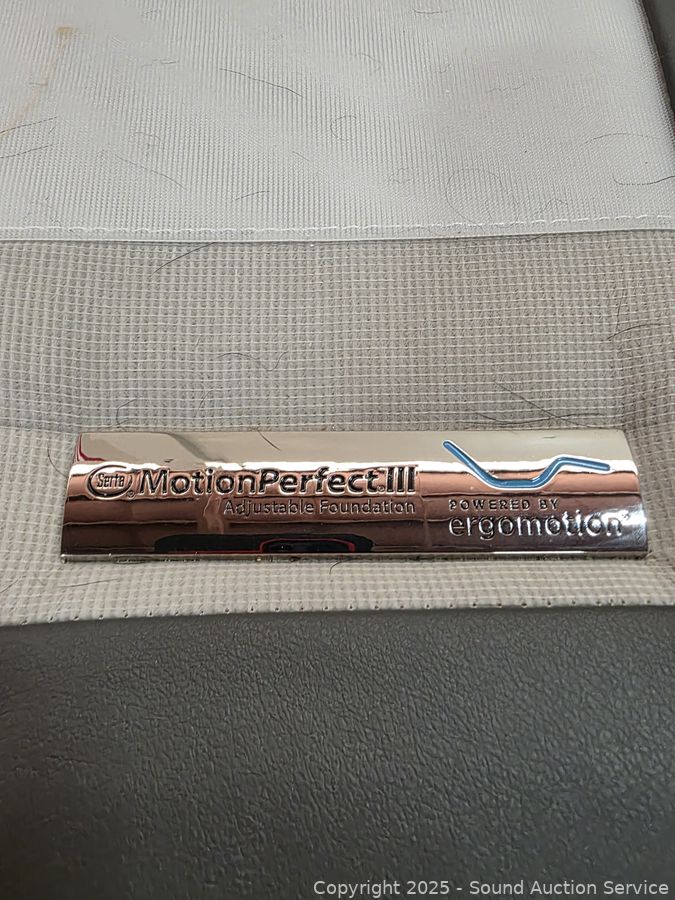 Serta® MotionPerfect® III
Adjustable Foundation
POWERED BY
ergomotion®
Copyright 2025 - Sound Auction Service